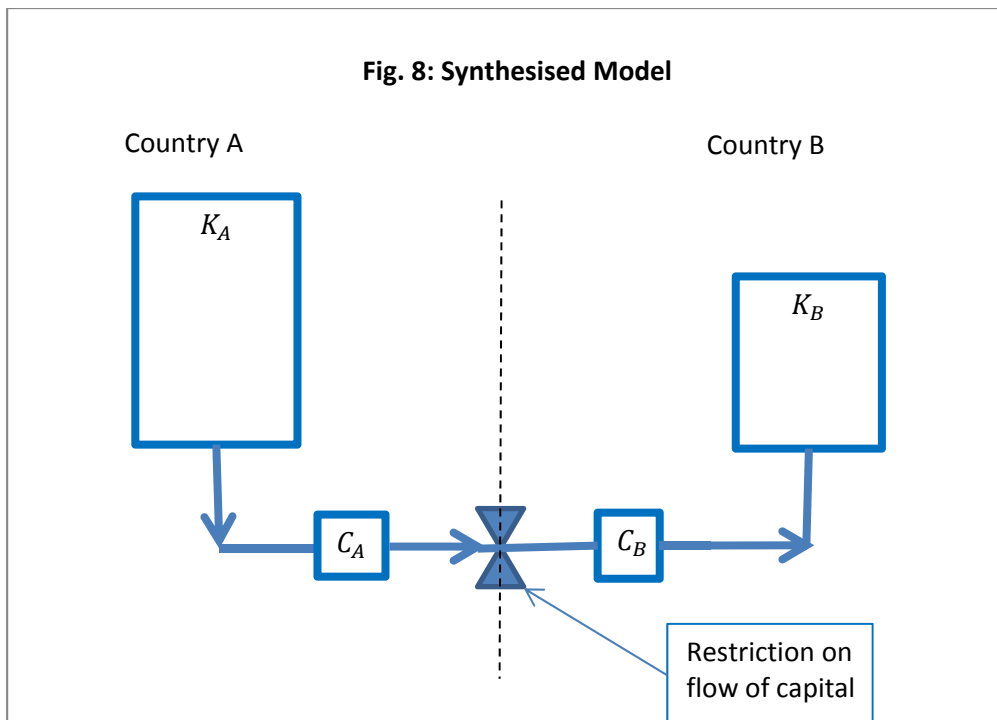 Fig. 8: Synthesised Model
Country A
Country B
K_A
K_B
C_A
C_B
Restriction on
flow of capital